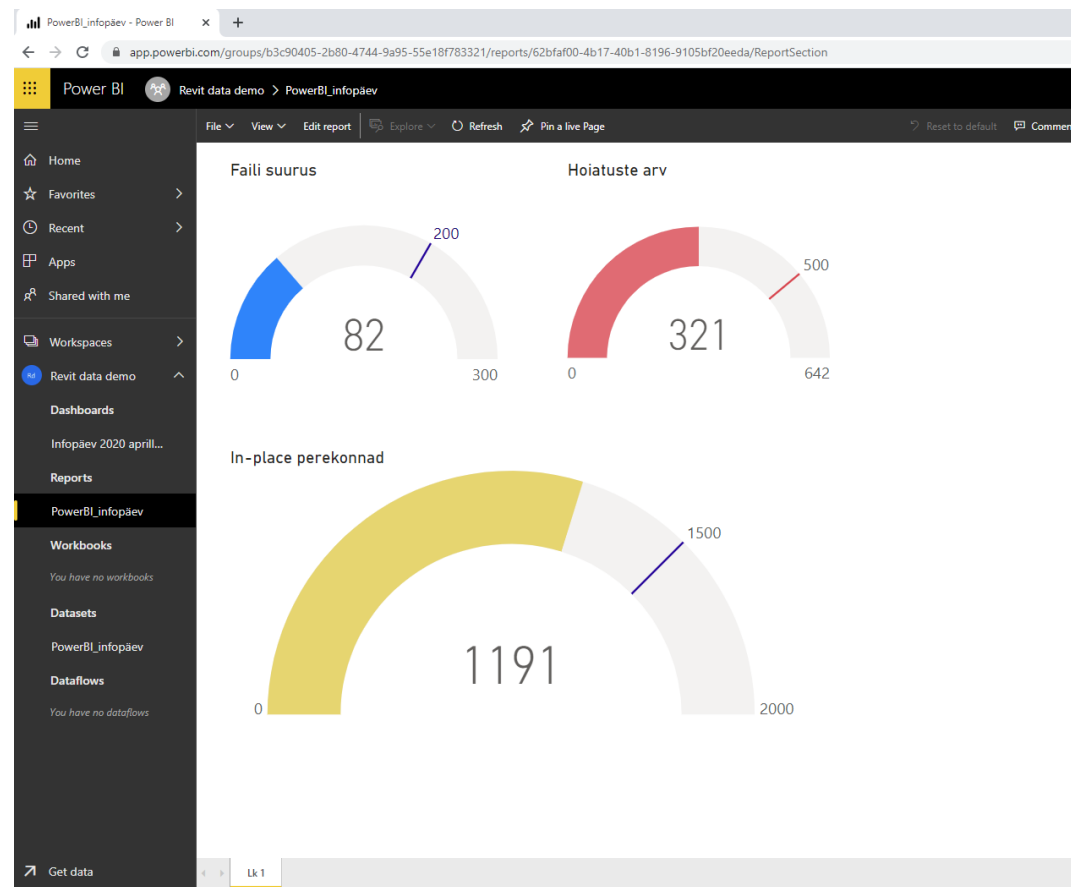 PowerBI_infopäev - Power BI
app.powerbi.com/groups/b3c90405-2b80-4744-9a95-55e18f783321/reports/62bfaf00-4b17-40b1-8196-9105bf20eeda/ReportSection
Power BI Revit data demo > PowerBI_infopäev
File View Edit report Explore Refresh Pin a live Page Reset to default Commen
Home
Favorites
Recent
Apps
Shared with me
Workspaces
Rd Revit data demo
Dashboards
Infopäev 2020 aprill...
Reports
PowerBI_infopäev
Workbooks
You have no workbooks
Datasets
PowerBI_infopäev
Dataflows
You have no dataflows
Get data
Faili suurus
200
82
0 300
Hoiatuste arv
500
321
0 642
In-place perekonnad
1500
1191
0 2000
Lk 1